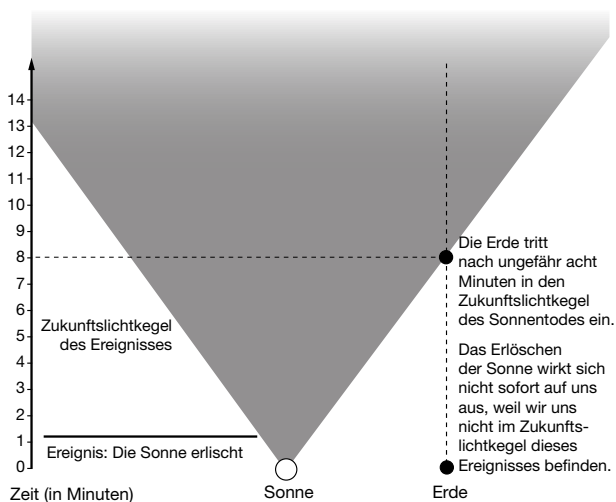 14
13
12
11
10
9
8
7
6
5
4
3
2
1
0
Zeit (in Minuten)
Zukunftslichtkegel
des Ereignisses
Ereignis: Die Sonne erlischt
Sonne
Die Erde tritt
nach ungefähr acht
Minuten in den
Zukunftslichtkegel
des Sonnentodes ein.
Das Erlöschen
der Sonne wirkt sich
nicht sofort auf uns
aus, weil wir uns
nicht im Zukunfts-
lichtkegel dieses
Ereignisses befinden.
Erde